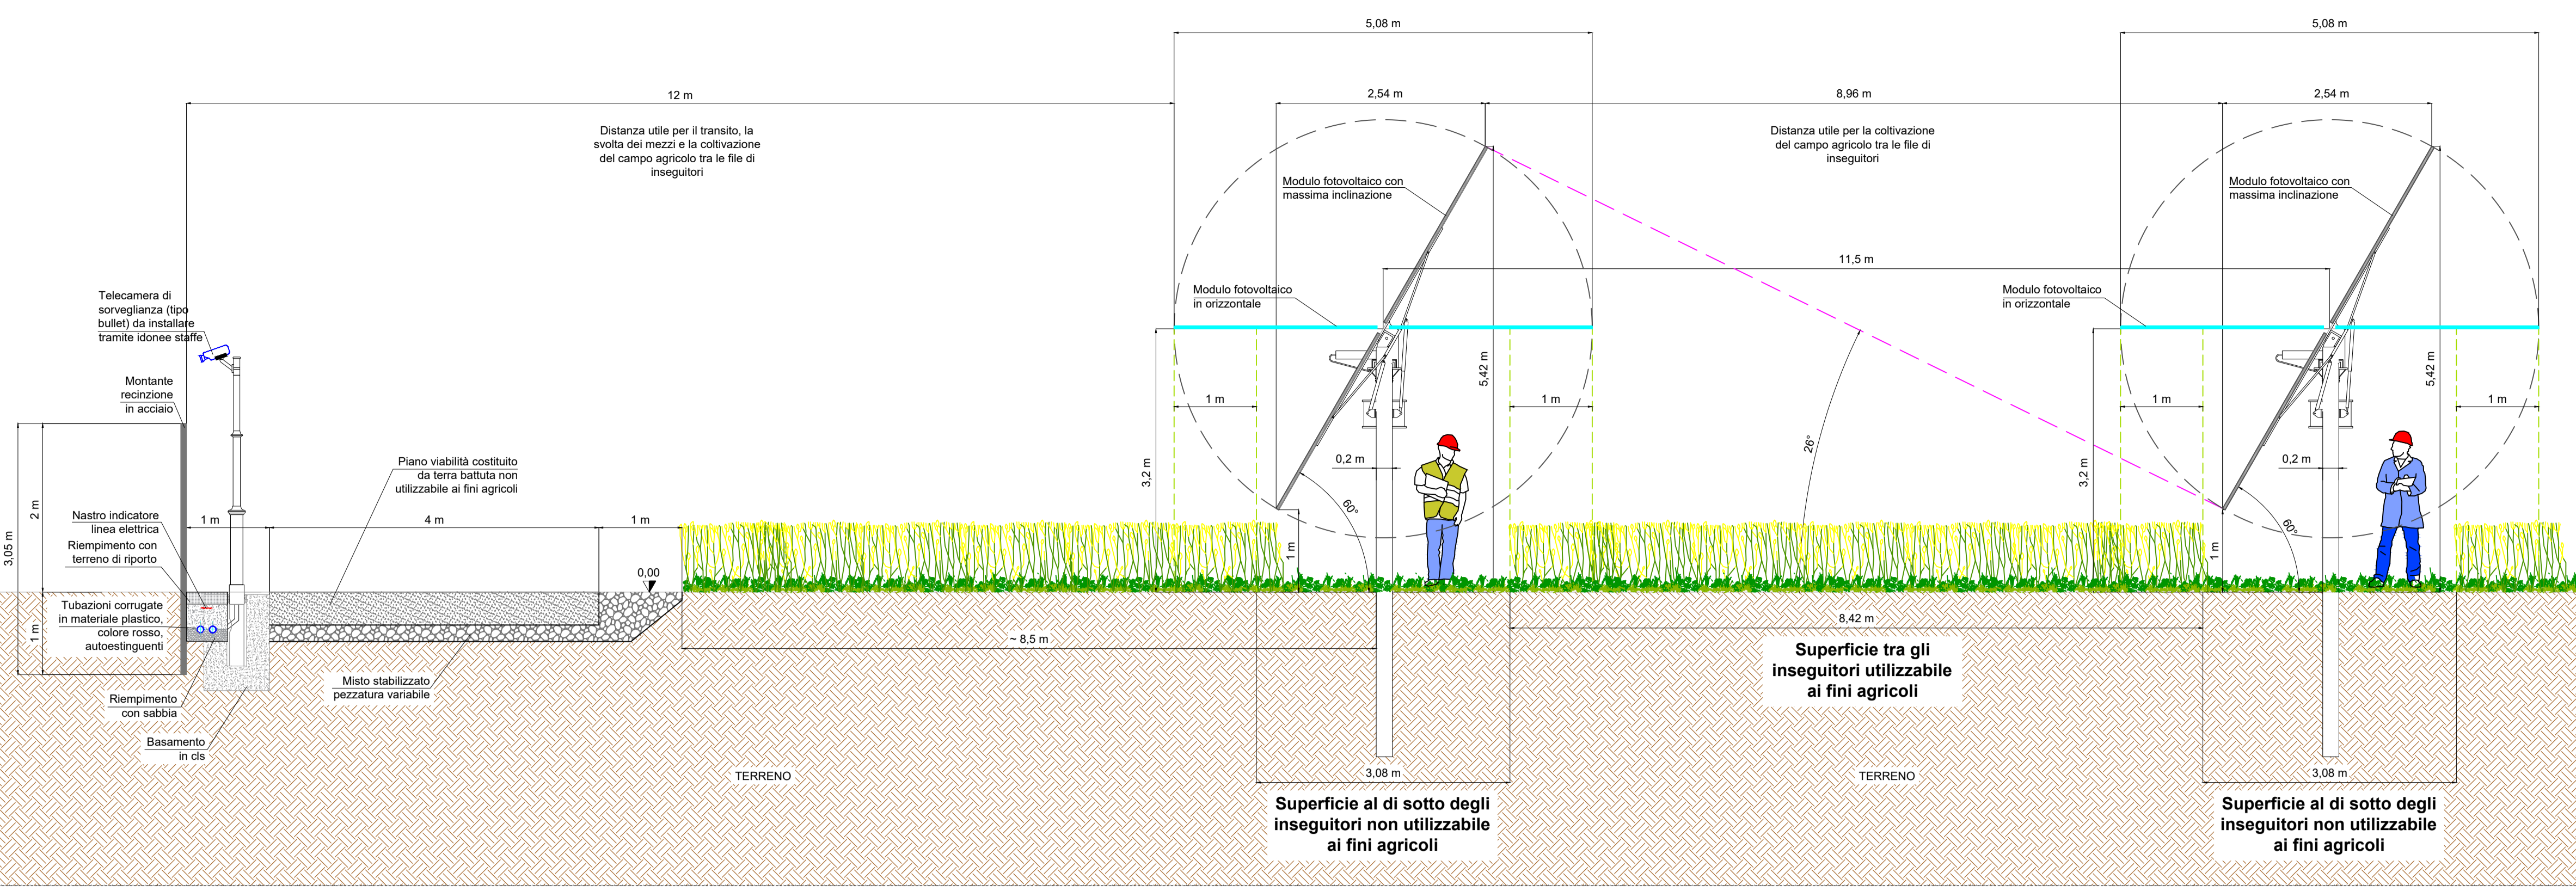 5,08 m
5,08 m
12 m
2,54 m
8,96 m
2,54 m
Distanza utile per il transito, la
svolta dei mezzi e la coltivazione
del campo agricolo tra le file di
inseguitori
Distanza utile per la coltivazione
del campo agricolo tra le file di
inseguitori
Modulo fotovoltaico con
massima inclinazione
Modulo fotovoltaico con
massima inclinazione
11,5 m
Modulo fotovoltaico
in orizzontale
Modulo fotovoltaico
in orizzontale
Telecamera di
sorveglianza (tipo
bullet) da installare
tramite idonee staffe
Montante
recinzione
in acciaio
5,42 m
5,42 m
1 m
1 m
1 m
1 m
26°
3,2 m
3,2 m
0,2 m
0,2 m
60°
60°
Piano viabilità costituito
da terra battuta non
utilizzabile ai fini agricoli
3,05 m
2 m
1 m
Nastro indicatore
linea elettrica
Riempimento con
terreno di riporto
1 m
4 m
1 m
1 m
1 m
0,00
Tubazioni corrugate
in materiale plastico,
colore rosso,
autoestinguenti
~ 8,5 m
8,42 m
Superficie tra gli
inseguitori utilizzabile
ai fini agricoli
Misto stabilizzato
pezzatura variabile
Riempimento
con sabbia
Basamento
in cls
TERRENO
TERRENO
3,08 m
3,08 m
Superficie al di sotto degli
inseguitori non utilizzabile
ai fini agricoli
Superficie al di sotto degli
inseguitori non utilizzabile
ai fini agricoli